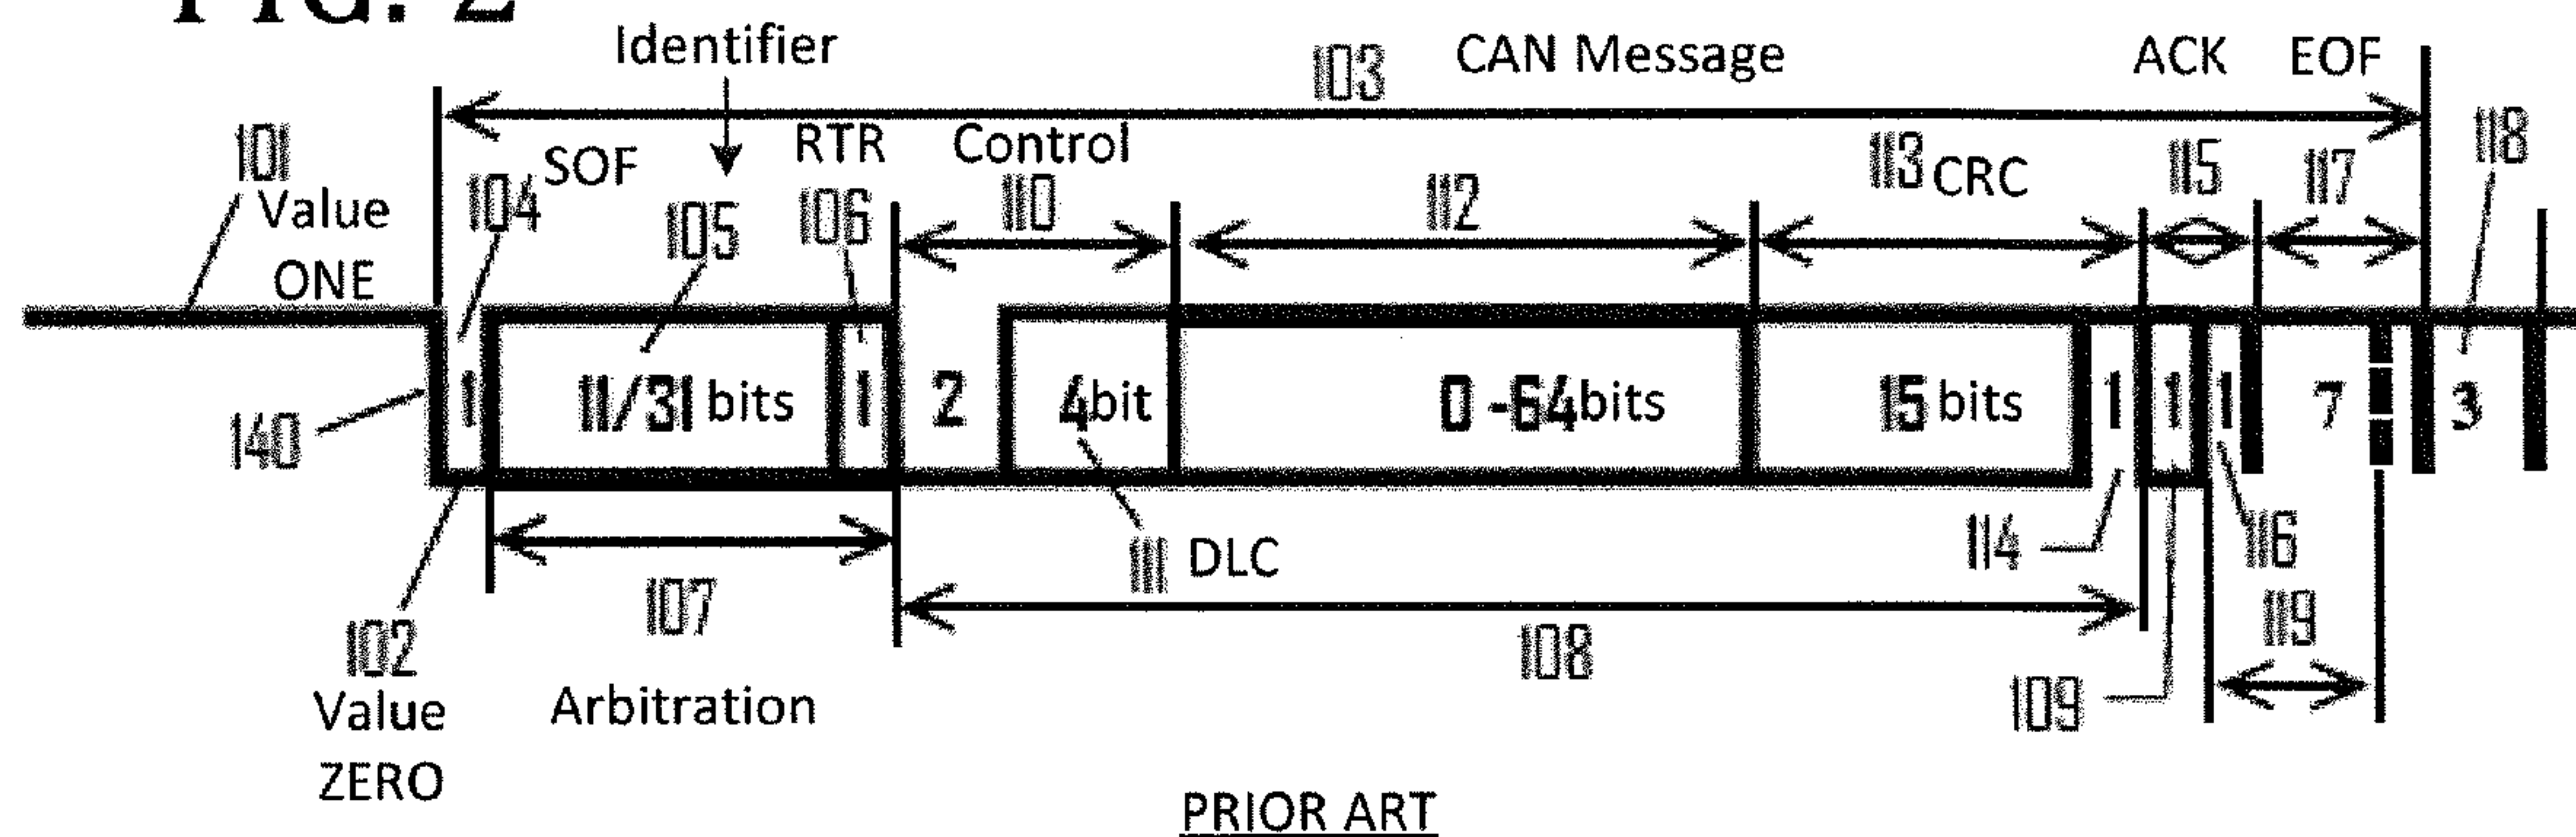 FIG. 2
Identifier
103
CAN Message
ACK
EOF
101
Value
ONE
104
SOF
105
RTR
106
Control
110
112
113 CRC
115
117
118
140
1
11/31 bits
1
2
4bit
0 -64bits
15 bits
1
1
1
7
3
102
Value
ZERO
107
Arbitration
111 DLC
108
114
109
116
119
PRIOR ART